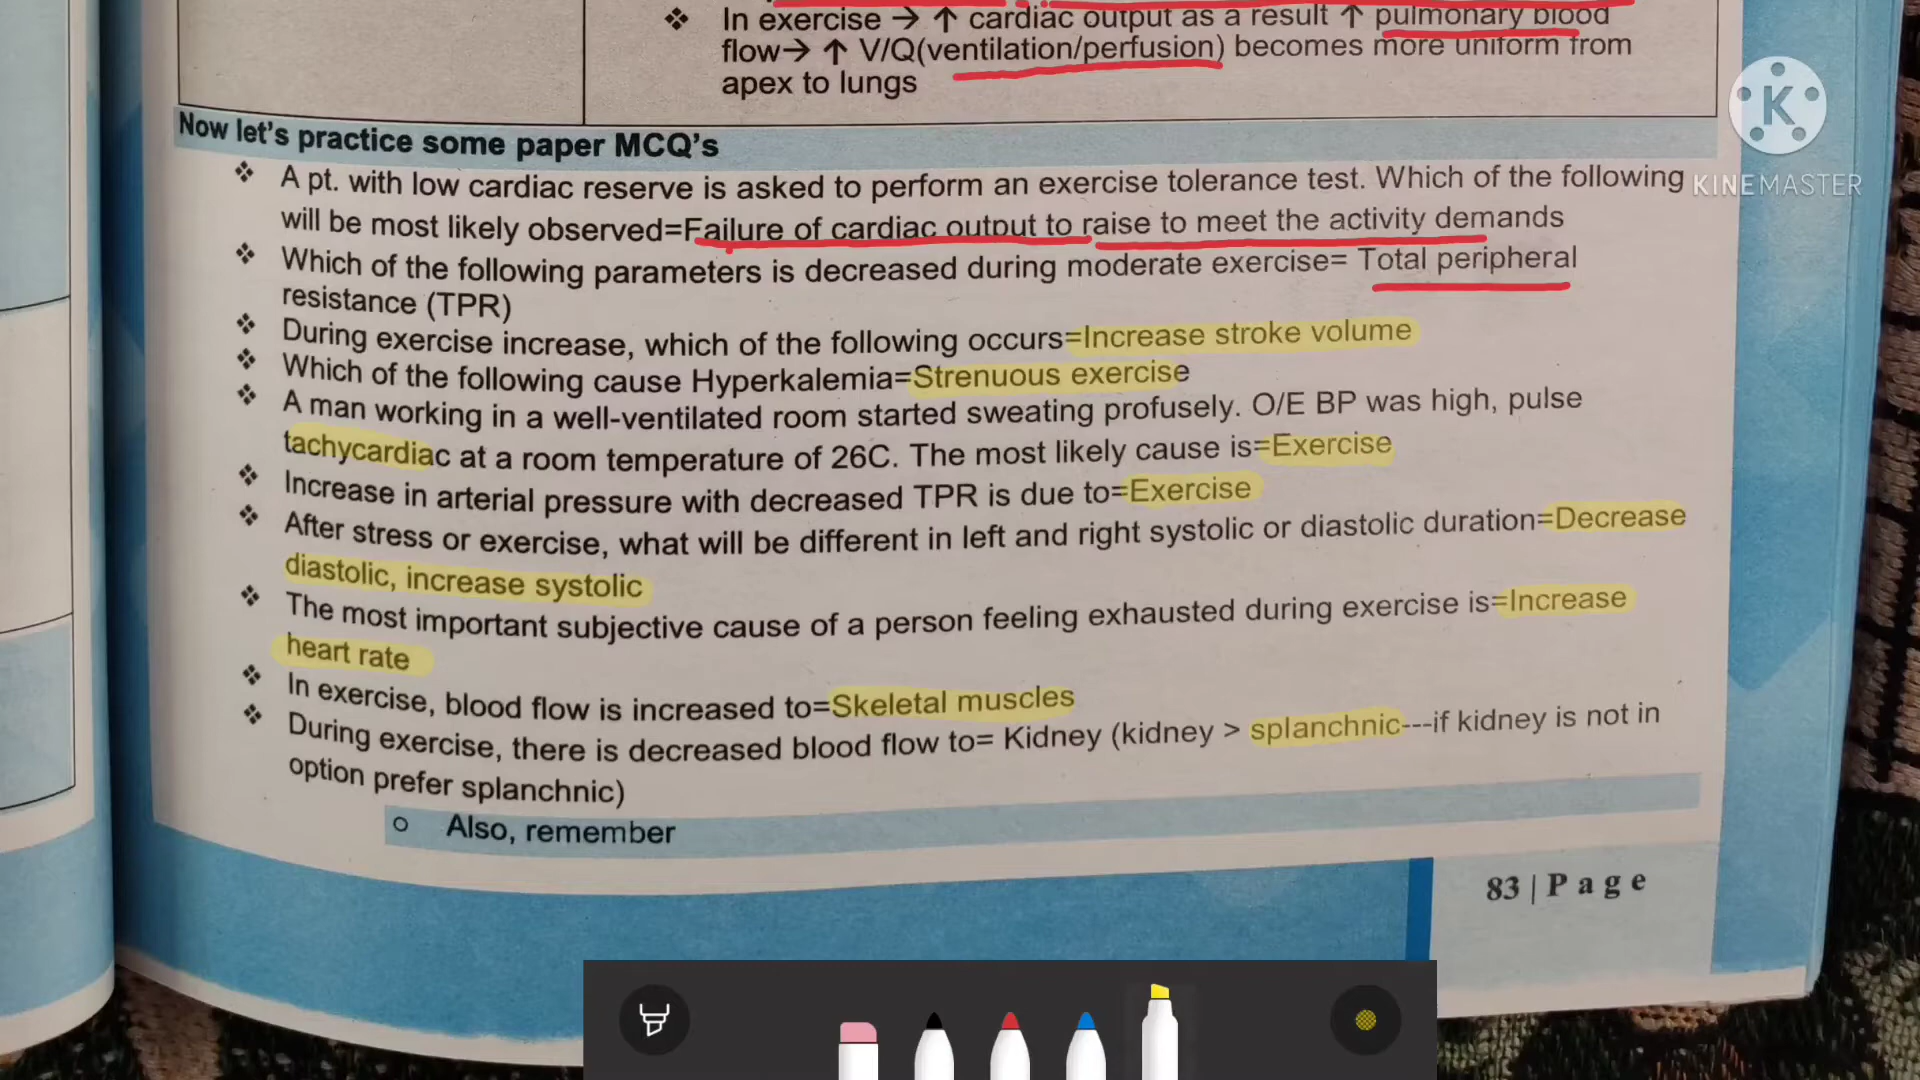 ❖ In exercise → ↑ cardiac output as a result ↑ pulmonary blood
flow→ ↑ V/Q(ventilation/perfusion) becomes more uniform from
apex to lungs
Now let's practice some paper MCQ's
❖ A pt. with low cardiac reserve is asked to perform an exercise tolerance test. Which of the following
will be most likely observed=Failure of cardiac output to raise to meet the activity demands
❖ Which of the following parameters is decreased during moderate exercise= Total peripheral
resistance (TPR)
❖ During exercise increase, which of the following occurs=Increase stroke volume
❖ Which of the following cause Hyperkalemia=Strenuous exercise
❖ A man working in a well-ventilated room started sweating profusely. O/E BP was high, pulse
tachycardiac at a room temperature of 26C. The most likely cause is=Exercise
❖ Increase in arterial pressure with decreased TPR is due to=Exercise
❖ After stress or exercise, what will be different in left and right systolic or diastolic duration=Decrease
diastolic, increase systolic
❖ The most important subjective cause of a person feeling exhausted during exercise is=Increase
heart rate
❖ In exercise, blood flow is increased to=Skeletal muscles
❖ During exercise, there is decreased blood flow to= Kidney (kidney > splanchnic---if kidney is not in
option prefer splanchnic)
o Also, remember
83 | P a g e
K
KINEMASTER